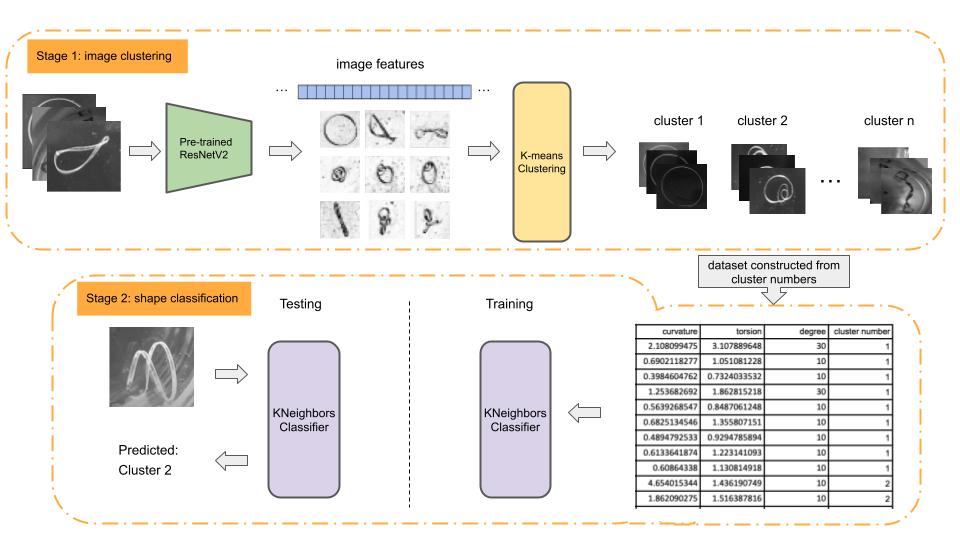 Stage 1: image clustering
image features
... ...
Pre-trained
ResNetV2
K-means
Clustering
cluster 1 cluster 2 cluster n
...
dataset constructed from
cluster numbers
Stage 2: shape classification
Testing
Training
KNeighbors
Classifier
KNeighbors
Classifier
Predicted:
Cluster 2
curvature torsion degree cluster number
2.108099475 3.107889648 30 1
0.6902118277 1.051081228 10 1
0.3984604762 0.7324033532 10 1
1.253682692 1.862815218 30 1
0.5639268547 0.8487061248 10 1
0.6825134546 1.355807151 10 1
0.4894792533 0.9294785894 10 1
0.6133641874 1.223141093 10 1
0.60864338 1.130814918 10 1
4.654015344 1.436190749 10 2
1.862090275 1.516387816 10 2